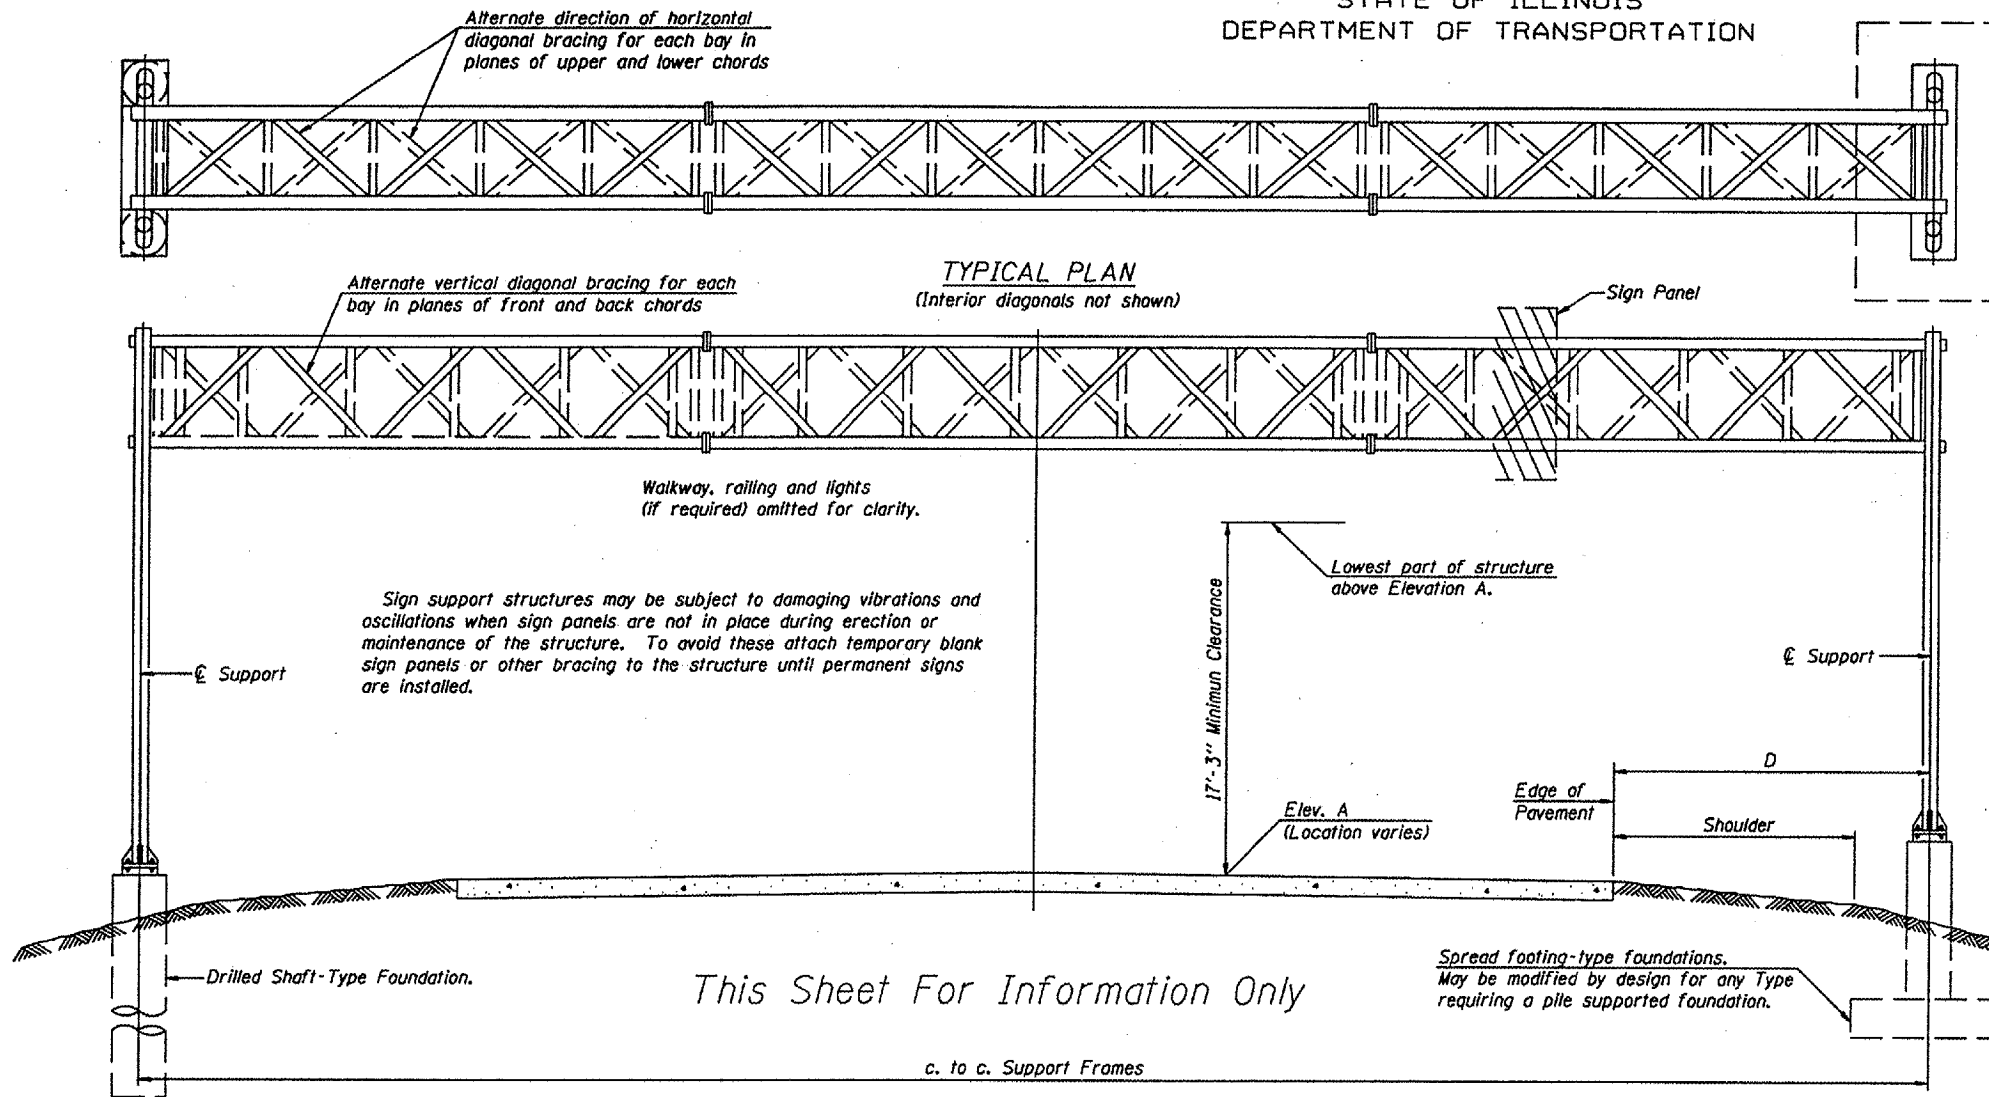 STATE OF ILLINOIS
DEPARTMENT OF TRANSPORTATION
Alternate direction of horizontal
diagonal bracing for each bay in
planes of upper and lower chords
TYPICAL PLAN
(Interior diagonals not shown)
Alternate vertical diagonal bracing for each
bay in planes of front and back chords
Sign Panel
Walkway, railing and lights
(if required) omitted for clarity.
Lowest part of structure
above Elevation A.
Sign support structures may be subject to damaging vibrations and
oscillations when sign panels are not in place during erection or
maintenance of the structure. To avoid these attach temporary blank
sign panels or other bracing to the structure until permanent signs
are installed.
17'-3" Minimun Clearance
℄ Support
℄ Support
D
Edge of
Pavement
Shoulder
Elev. A
(Location varies)
Drilled Shaft-Type Foundation.
This Sheet For Information Only
Spread footing-type foundations.
May be modified by design for any Type
requiring a pile supported foundation.
c. to c. Support Frames